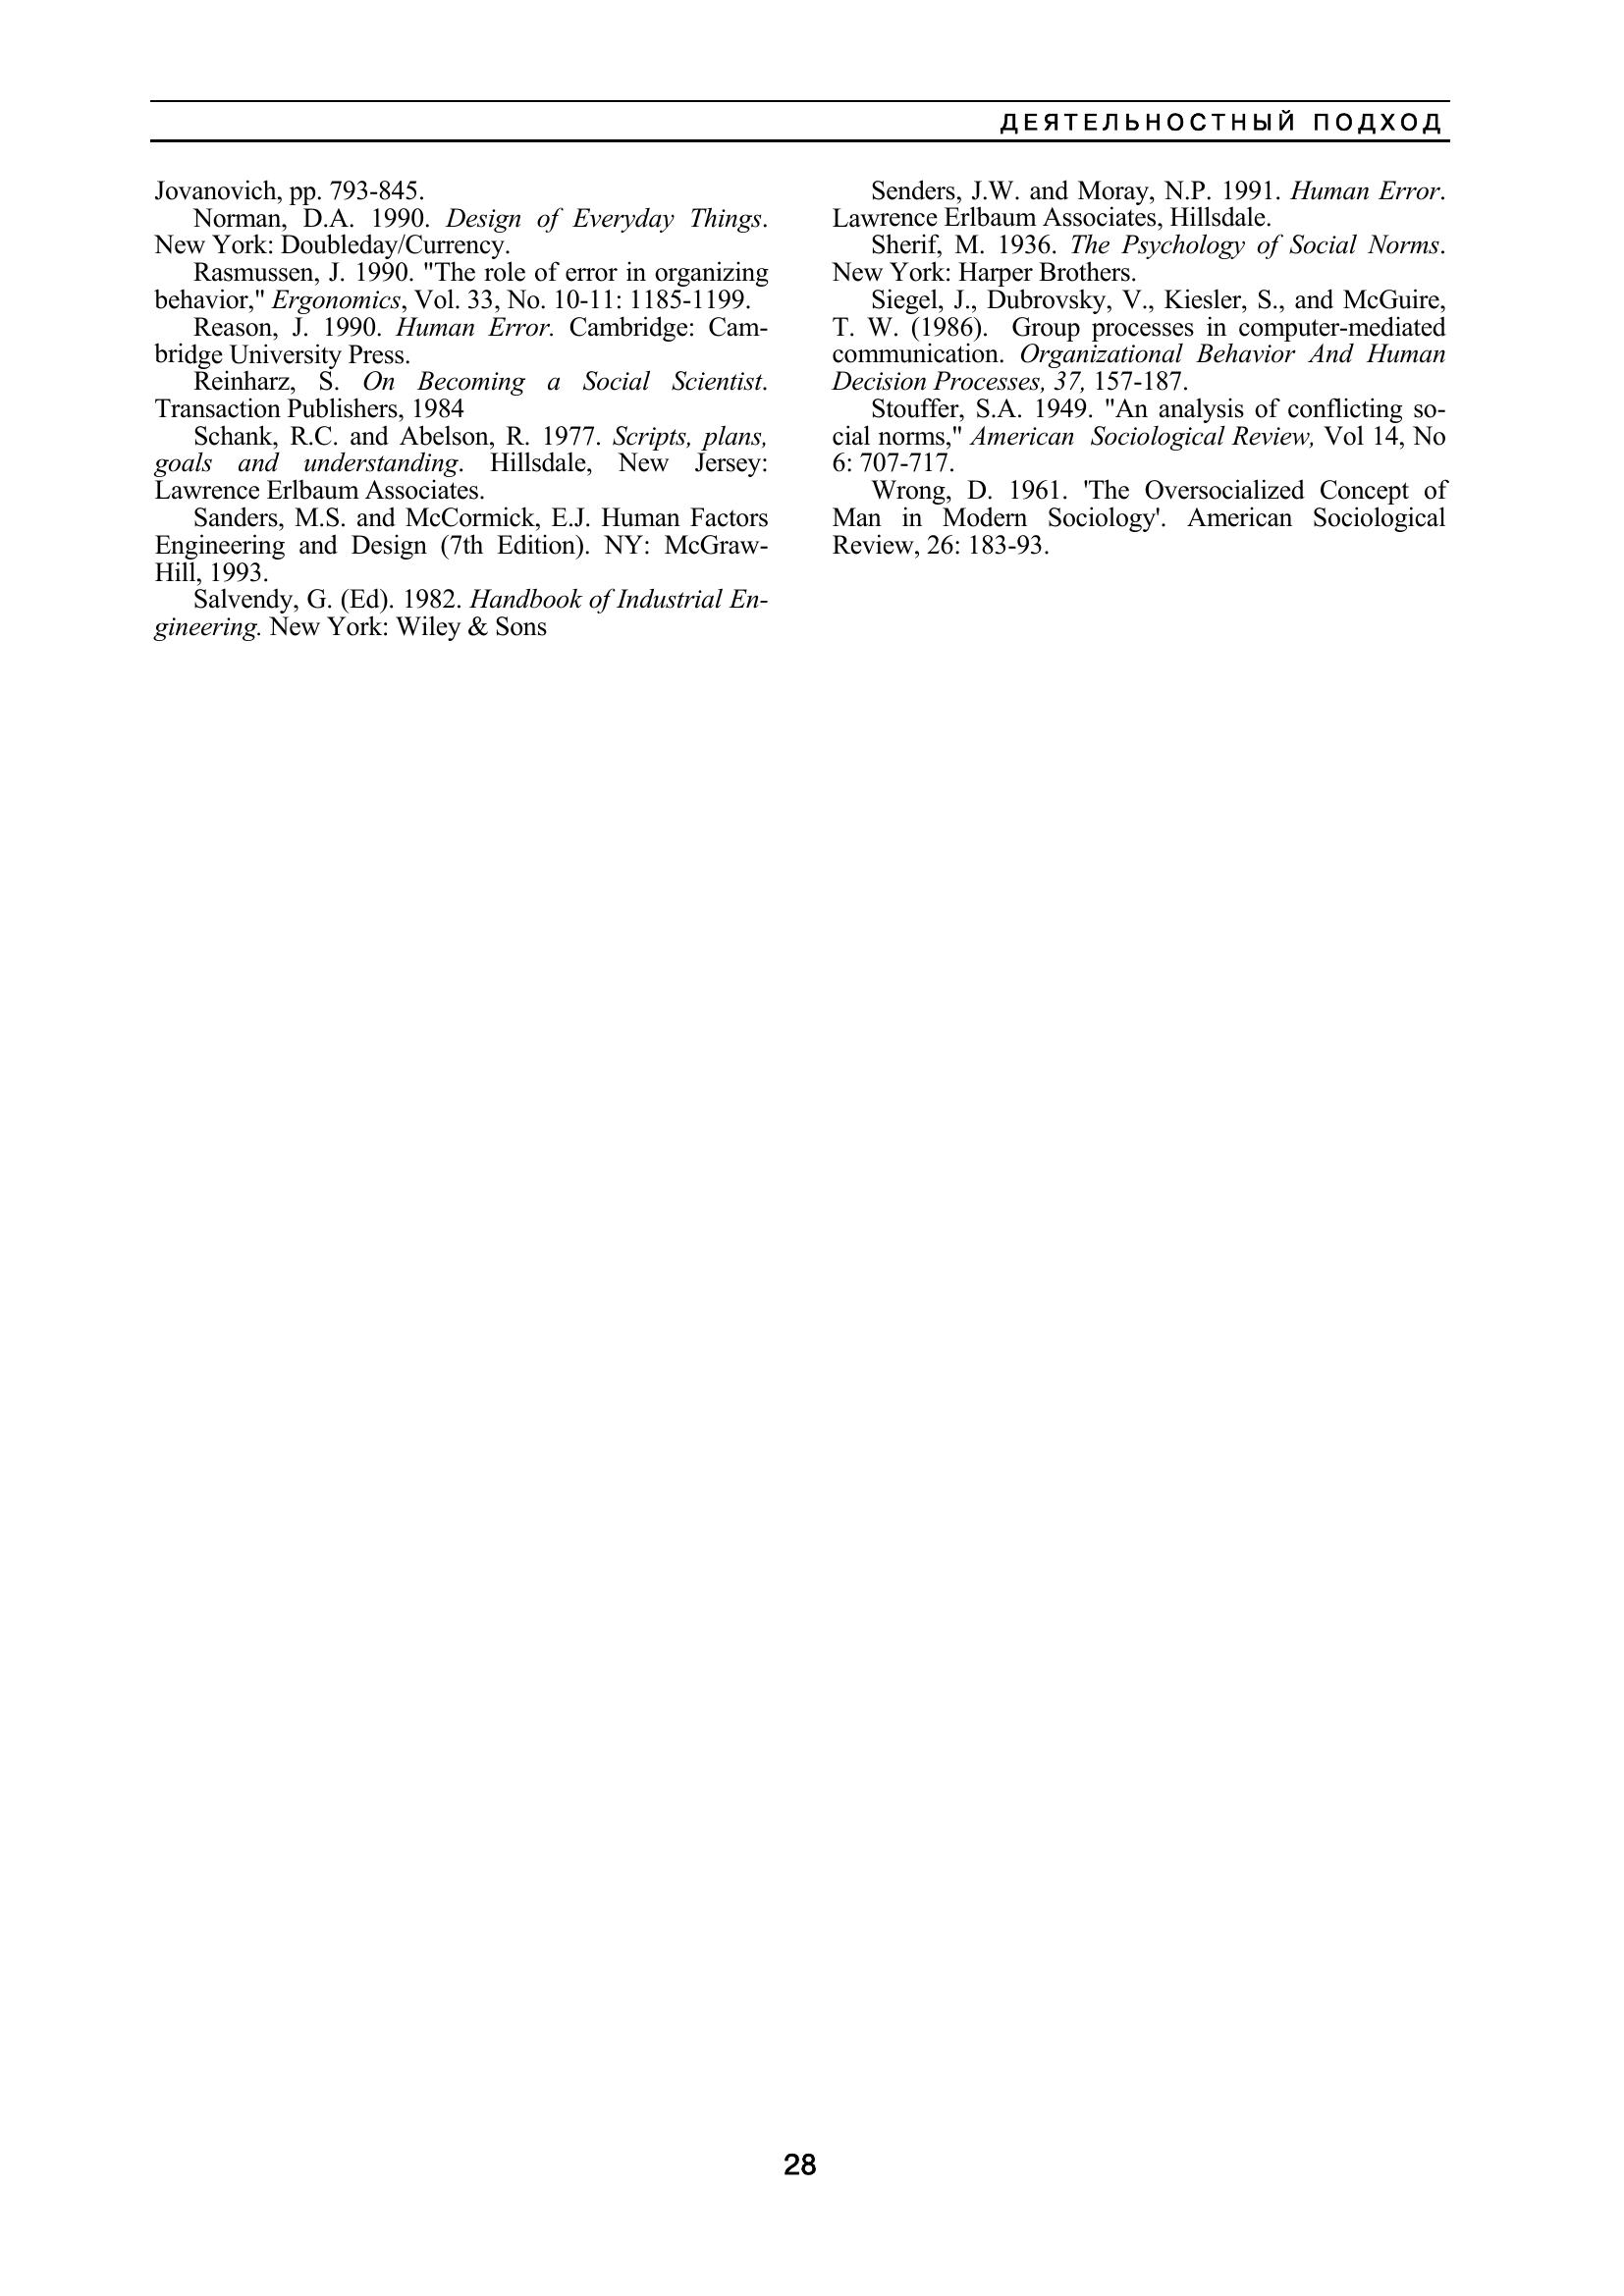 ДЕЯТЕЛЬНОСТНЫЙ ПОДХОД
Jovanovich, pp. 793-845.
Norman, D.A. 1990. Design of Everyday Things.
New York: Doubleday/Currency.
Rasmussen, J. 1990. "The role of error in organizing
behavior," Ergonomics, Vol. 33, No. 10-11: 1185-1199.
Reason, J. 1990. Human Error. Cambridge: Cam-
bridge University Press.
Reinharz, S. On Becoming a Social Scientist.
Transaction Publishers, 1984
Schank, R.C. and Abelson, R. 1977. Scripts, plans,
goals and understanding. Hillsdale, New Jersey:
Lawrence Erlbaum Associates.
Sanders, M.S. and McCormick, E.J. Human Factors
Engineering and Design (7th Edition). NY: McGraw-
Hill, 1993.
Salvendy, G. (Ed). 1982. Handbook of Industrial En-
gineering. New York: Wiley & Sons
Senders, J.W. and Moray, N.P. 1991. Human Error.
Lawrence Erlbaum Associates, Hillsdale.
Sherif, M. 1936. The Psychology of Social Norms.
New York: Harper Brothers.
Siegel, J., Dubrovsky, V., Kiesler, S., and McGuire,
T. W. (1986). Group processes in computer-mediated
communication. Organizational Behavior And Human
Decision Processes, 37, 157-187.
Stouffer, S.A. 1949. "An analysis of conflicting so-
cial norms," American Sociological Review, Vol 14, No
6: 707-717.
Wrong, D. 1961. 'The Oversocialized Concept of
Man in Modern Sociology'. American Sociological
Review, 26: 183-93.
28